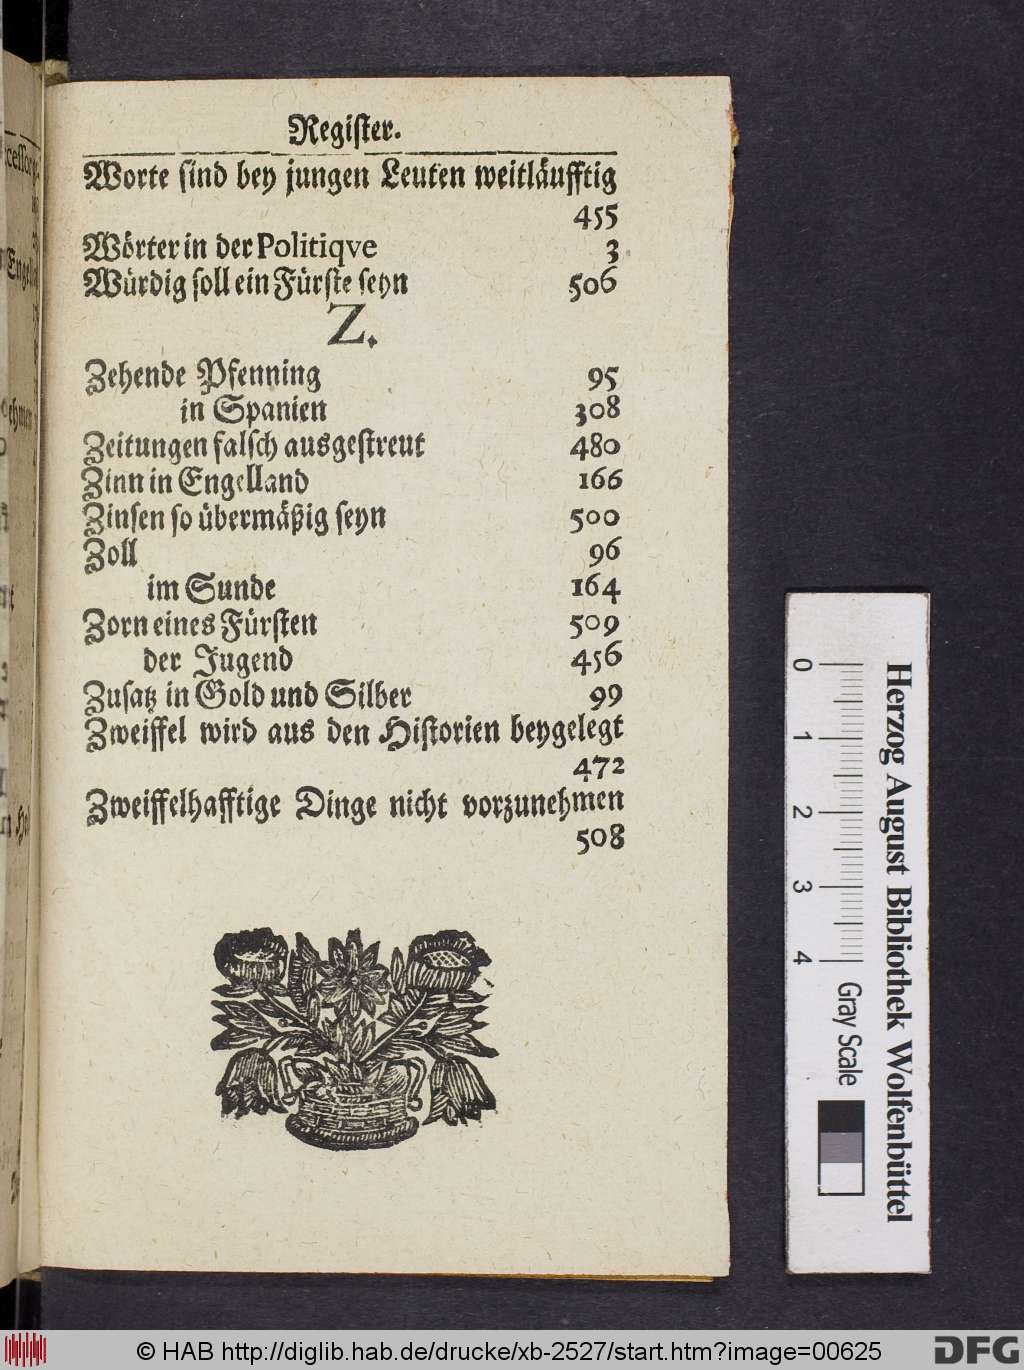 Register.
Worte sind bey jungen Leuten weitläufftig
455
Wörter in der Politiqve 3
Würdig soll ein Fürste seyn 506
Z.
Zehende Pfenning 95
in Spanien 308
Zeitungen falsch ausgestreut 480
Zinn in Engelland 166
Zinsen so übermäßig seyn 500
Zoll 96
im Sunde 164
Zorn eines Fürsten 509
der Jugend 456
Zusatz in Gold und Silber 99
Zweiffel wird aus den Historien beygelegt
472
Zweiffelhafftige Dinge nicht vorzunehmen
508
Herzog August Bibliothek Wolfenbüttel
0 1 2 3 4 Gray Scale
© HAB http://diglib.hab.de/drucke/xb-2527/start.htm?image=00625
DFG